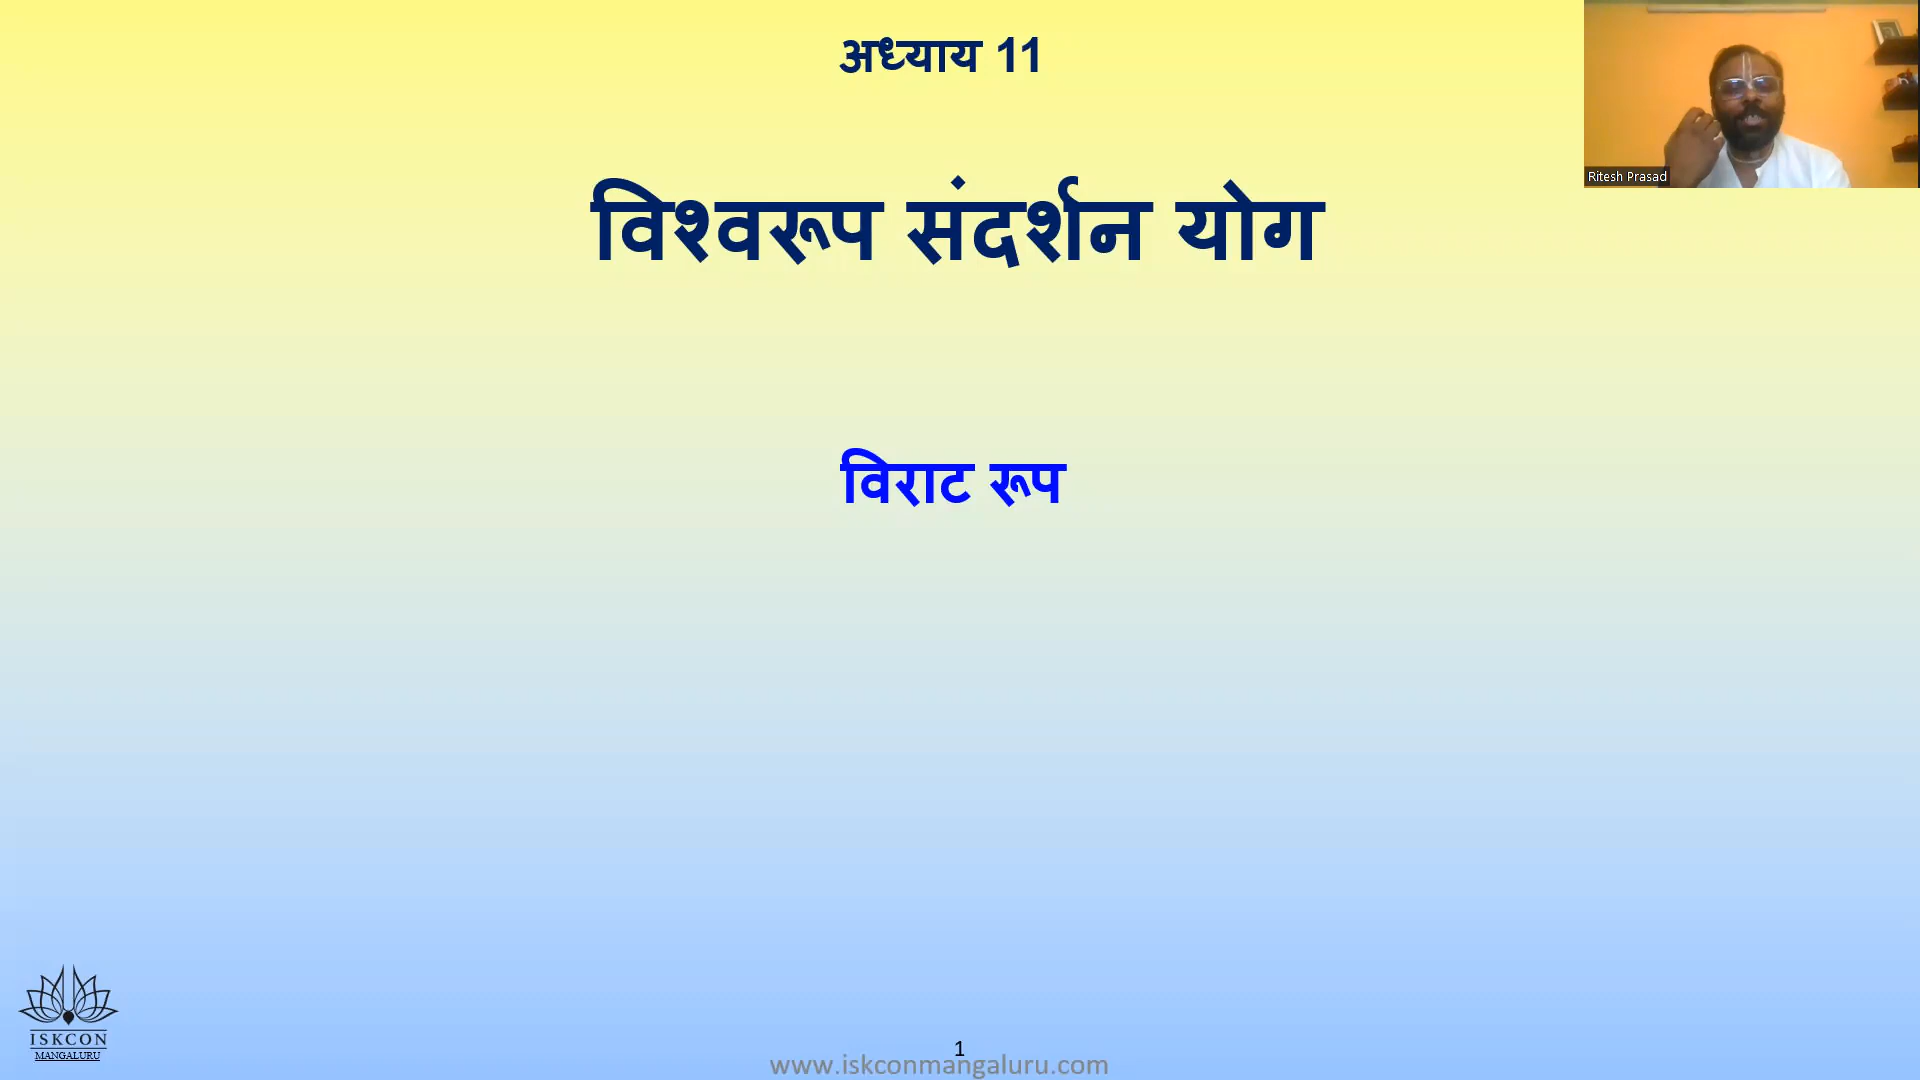 अध्याय 11
Ritesh Prasad
विश्वरूप संदर्शन योग
विराट रूप
ISKCON
MANGALURU
1
www.iskconmangaluru.com